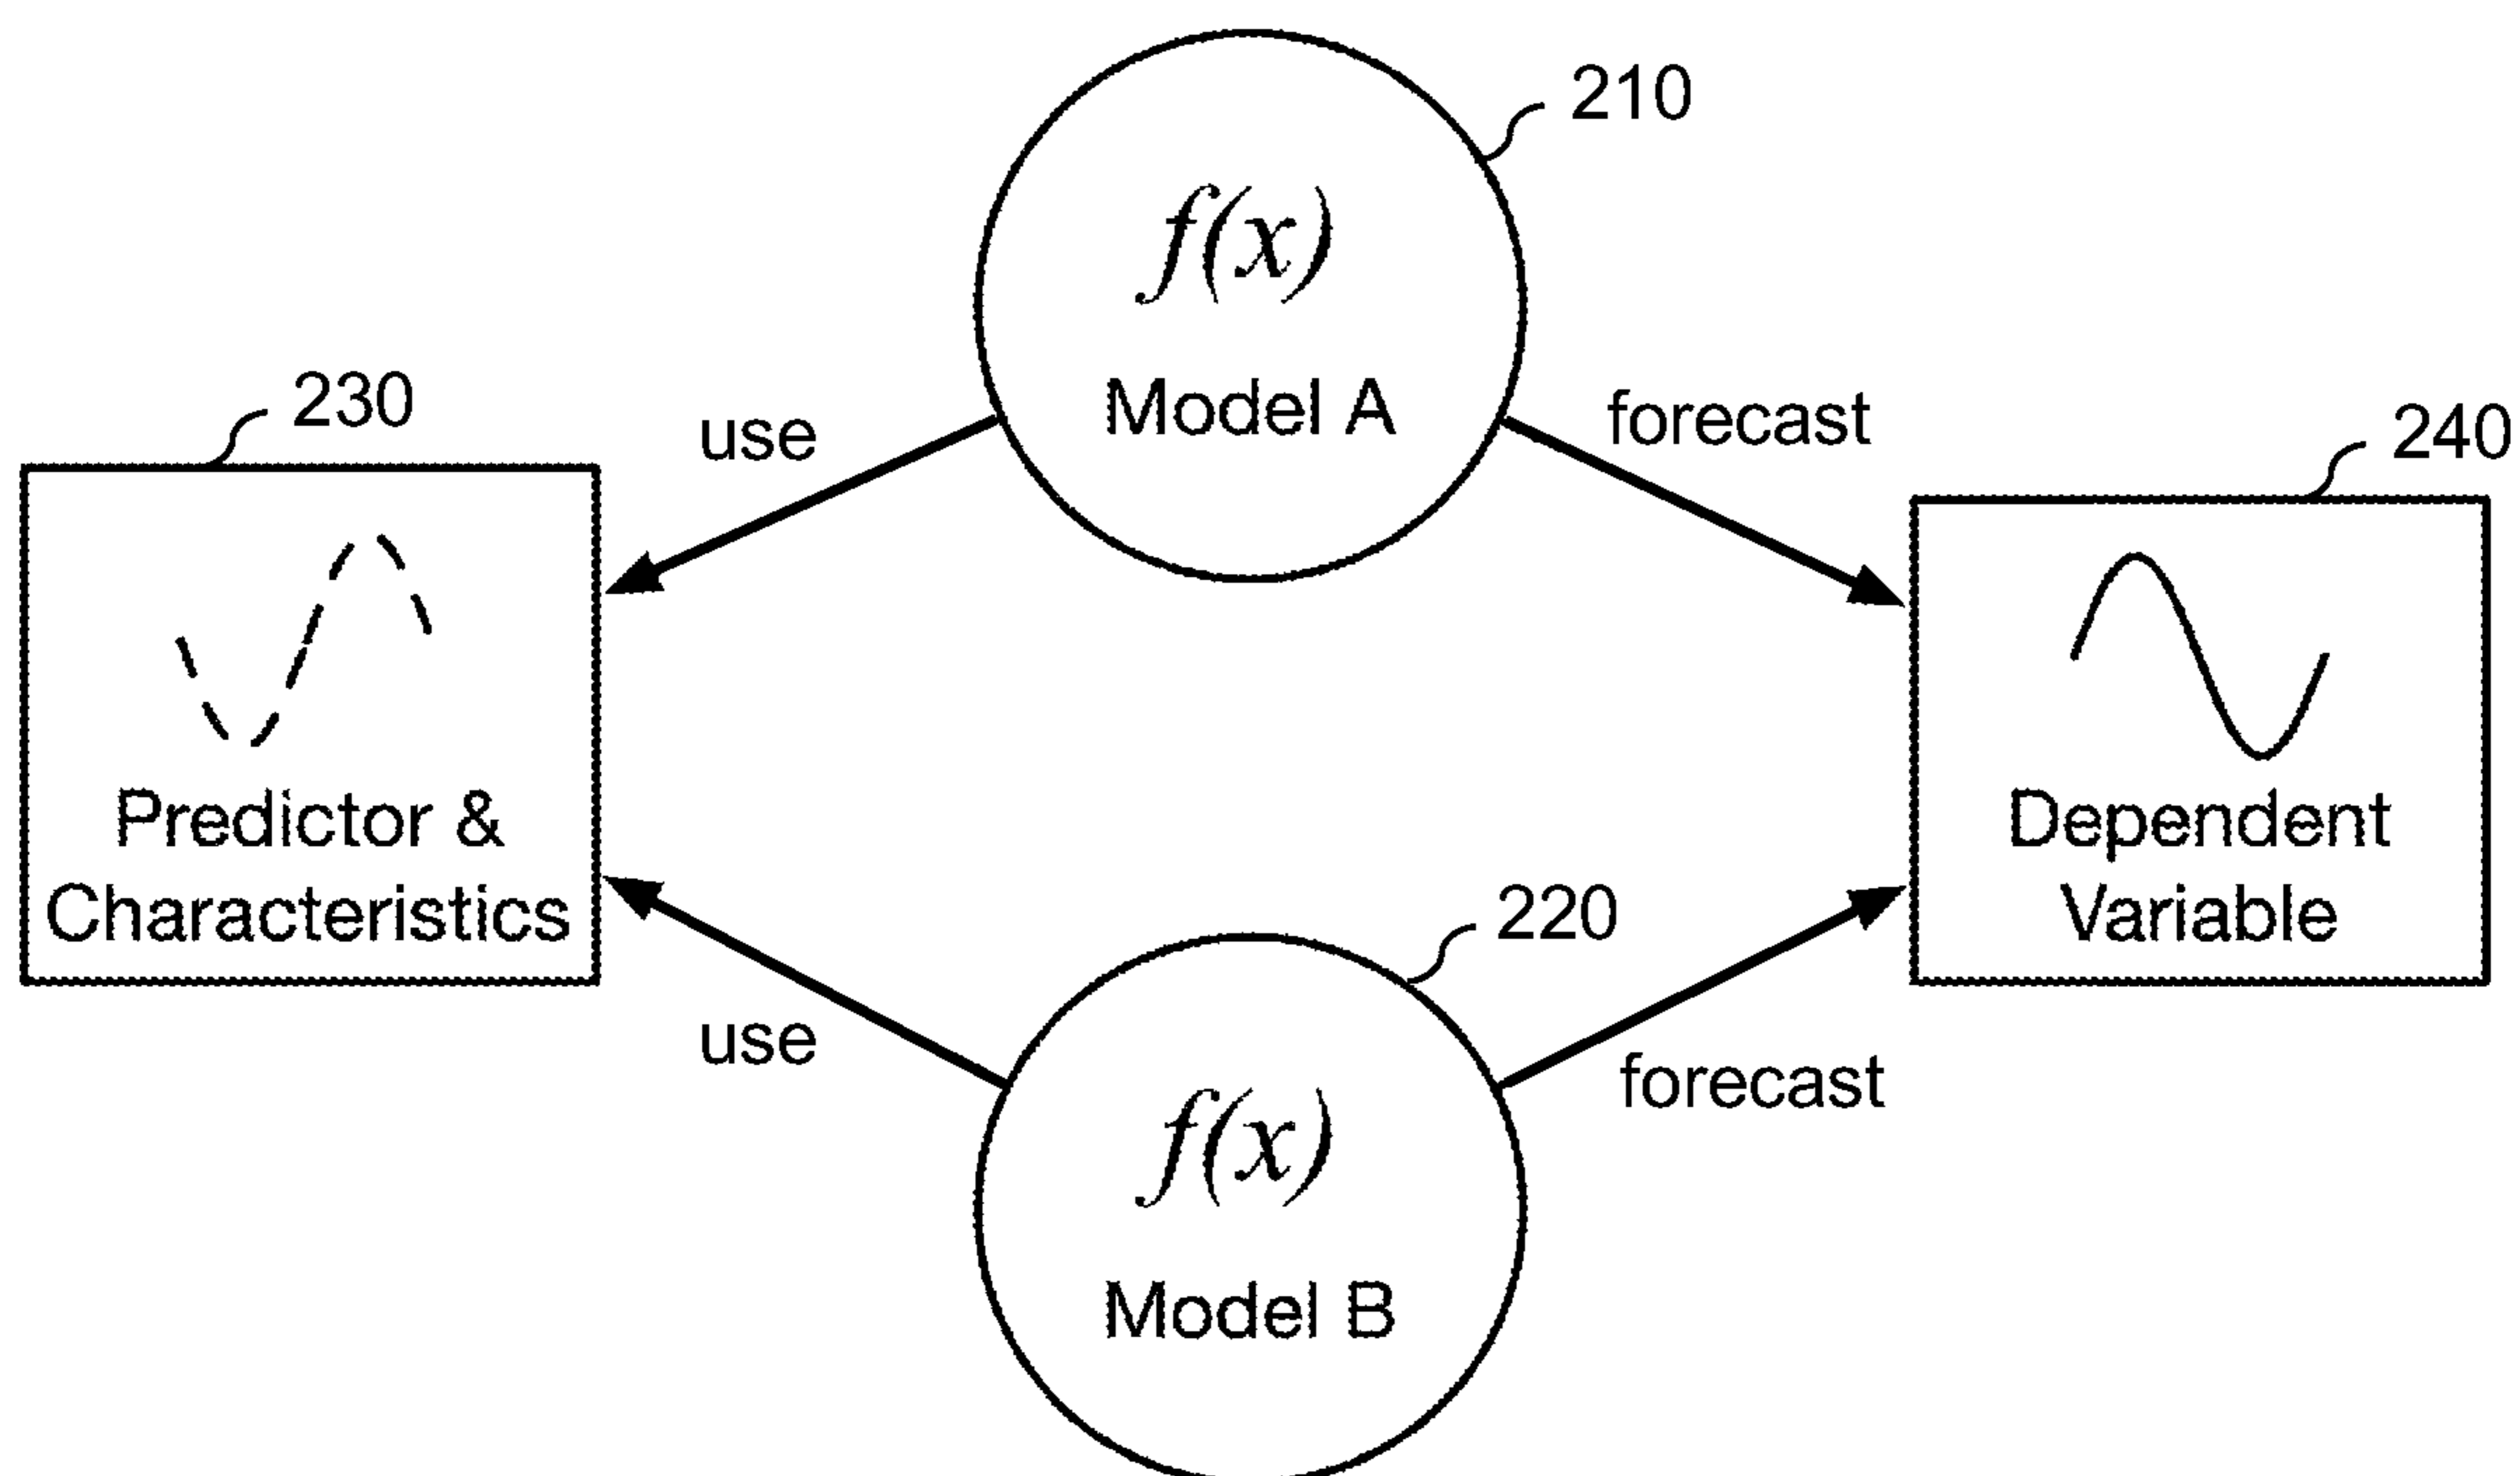 210
f(x)
Model A
use
forecast
230
240
Predictor &
Characteristics
Dependent
Variable
220
use
forecast
f(x)
Model B